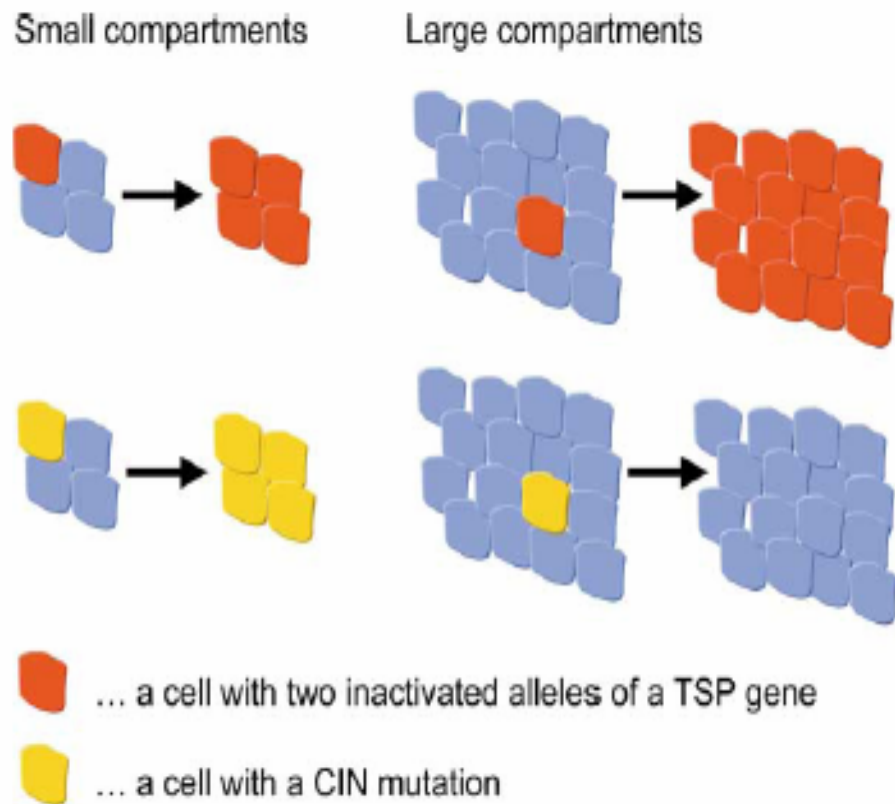 Small compartments
Large compartments
... a cell with two inactivated alleles of a TSP gene
... a cell with a CIN mutation